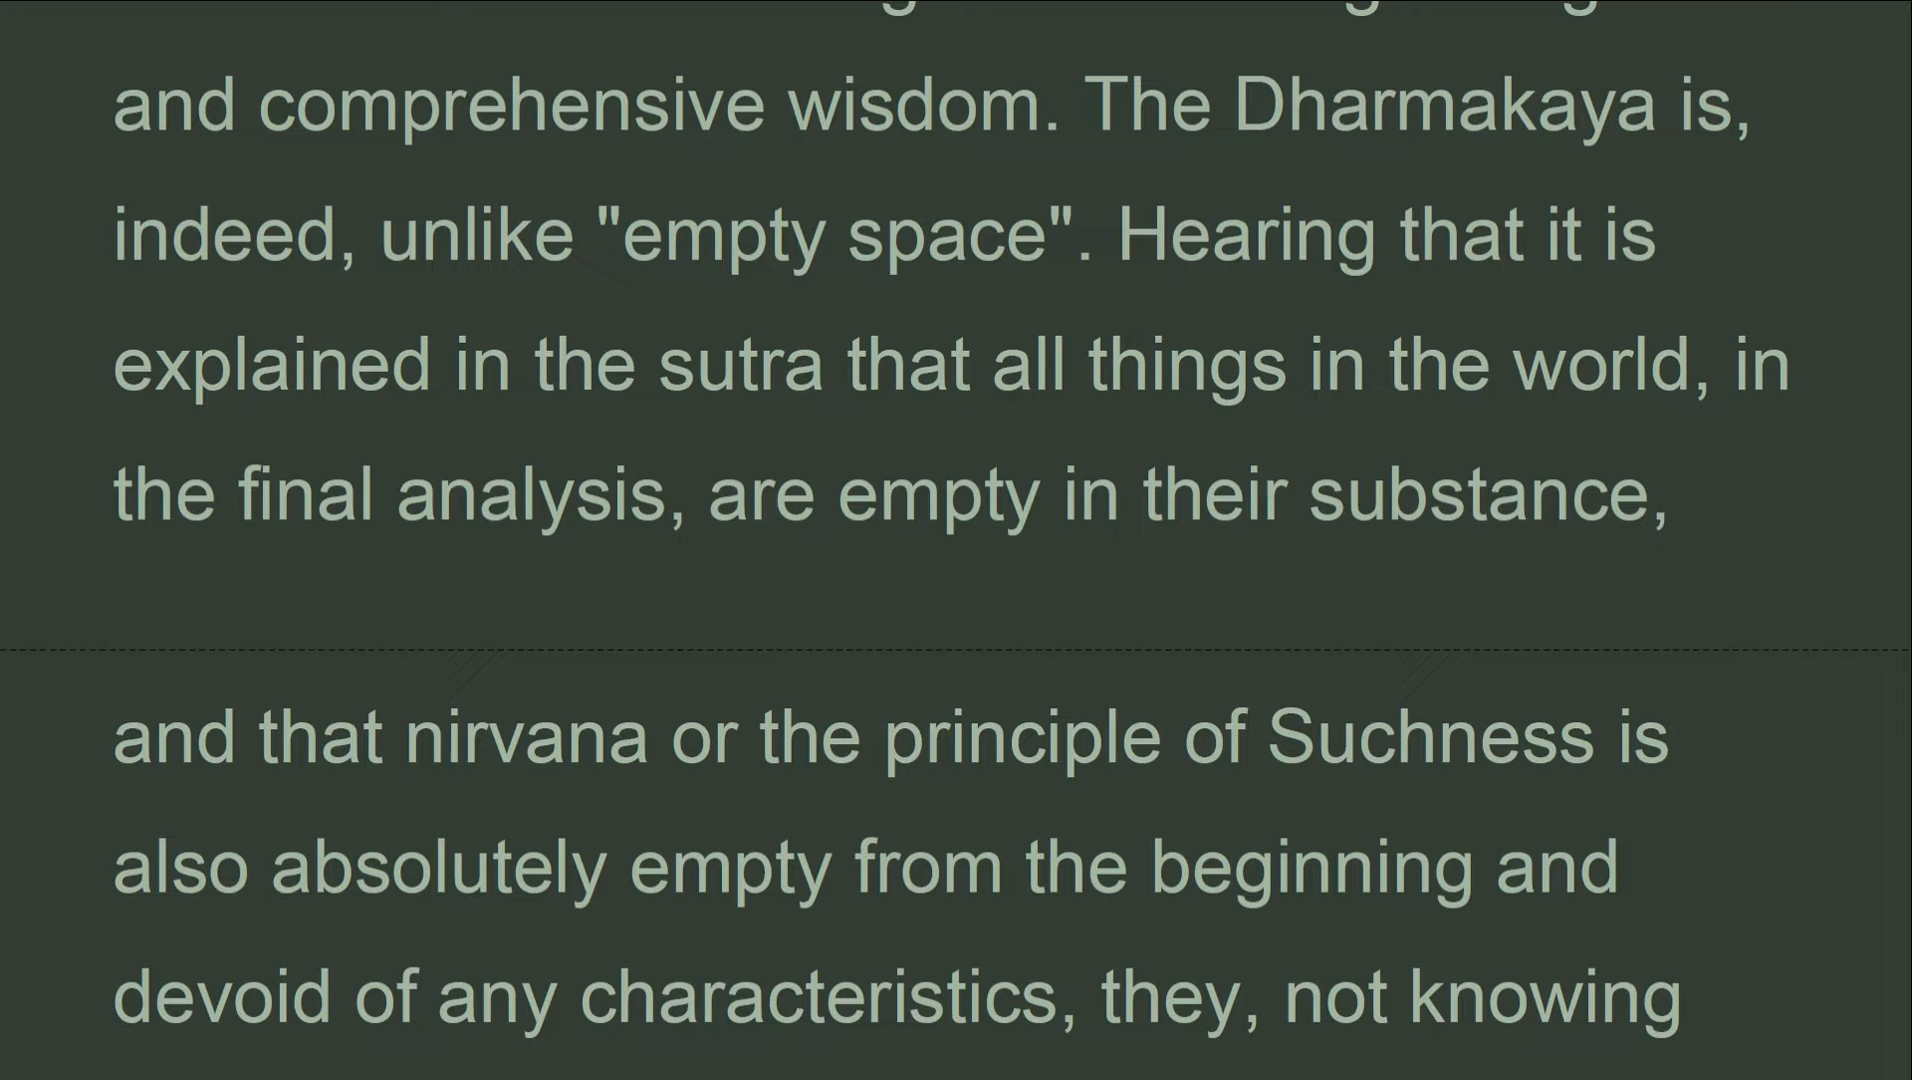 and comprehensive wisdom. The Dharmakaya is,
indeed, unlike "empty space". Hearing that it is
explained in the sutra that all things in the world, in
the final analysis, are empty in their substance,
and that nirvana or the principle of Suchness is
also absolutely empty from the beginning and
devoid of any characteristics, they, not knowing